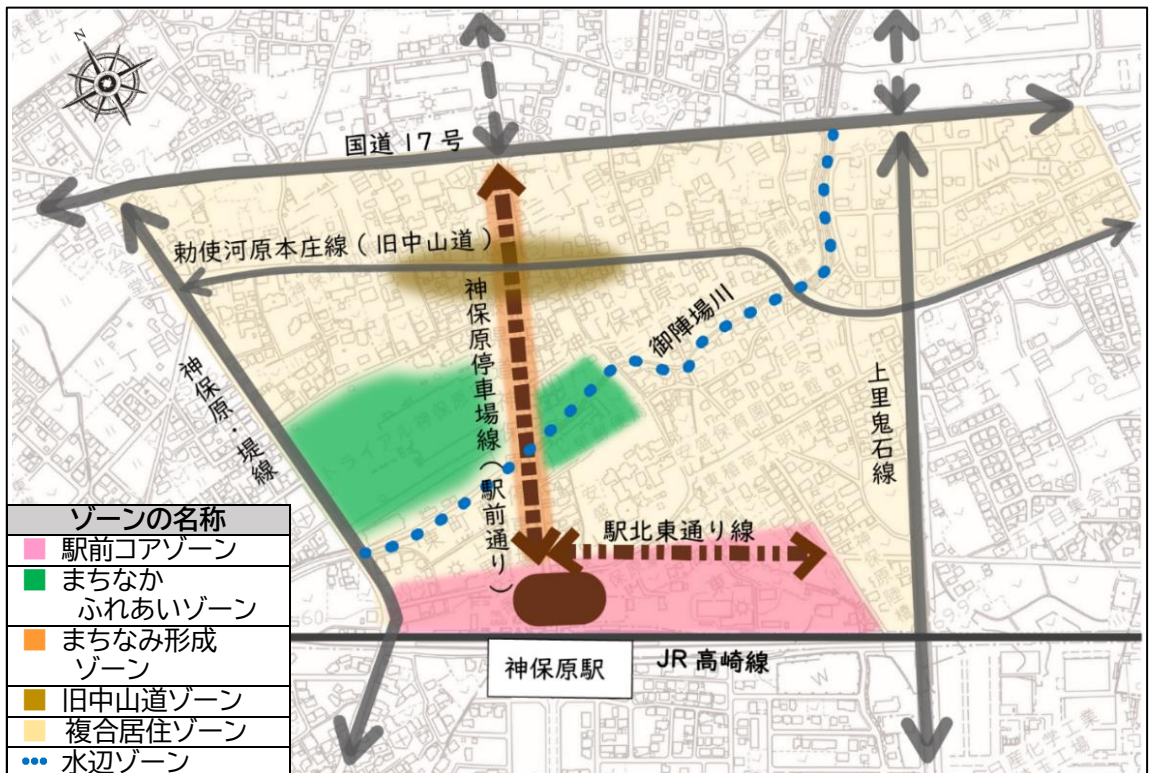 N
国道17号
勅使河原本庄線(旧中山道)
神保原停車場線(駅前通り)
御陣場川
神保原・堤線
上里鬼石線
駅北東通り線
神保原駅
JR高崎線
ゾーンの名称
駅前コアゾーン
まちなか
ふれあいゾーン
まちなみ形成
ゾーン
旧中山道ゾーン
複合居住ゾーン
水辺ゾーン